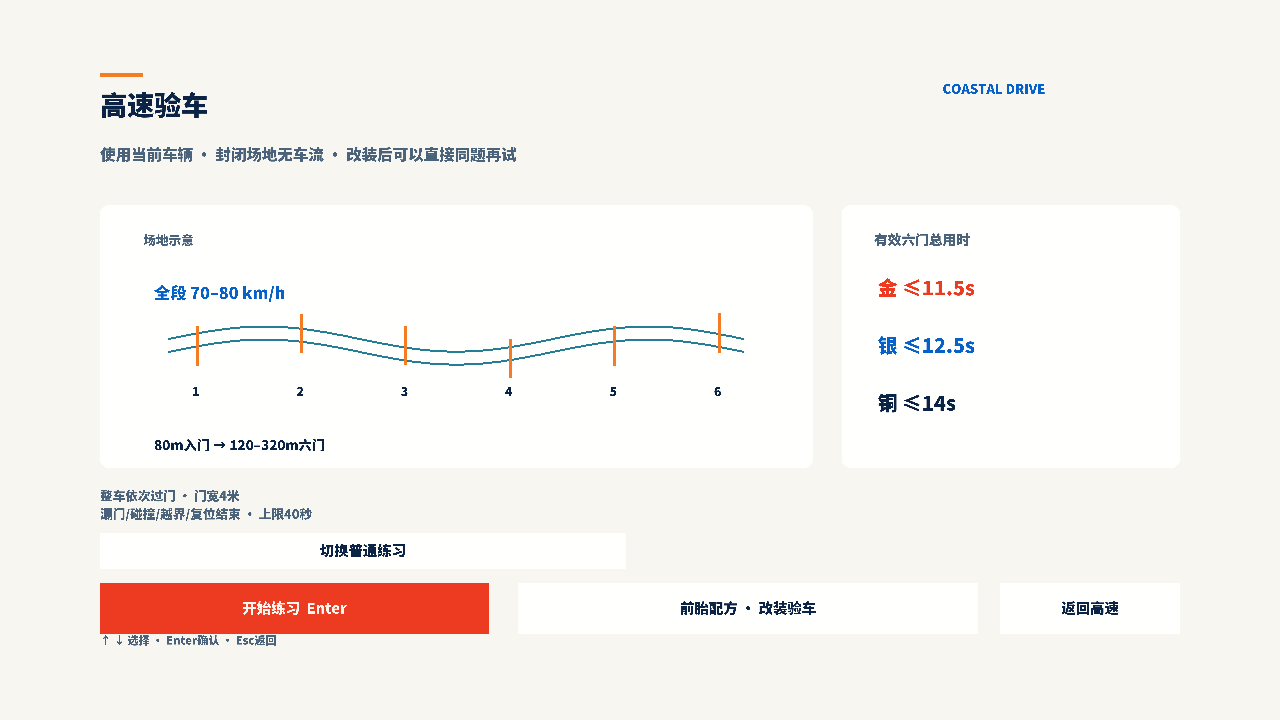 高速验车
COASTAL DRIVE
使用当前车辆 · 封闭场地无车流 · 改装后可以直接同题再试
场地示意
全段 70–80 km/h
1 2 3 4 5 6
80m入门 → 120–320m六门
有效六门总用时
金 ≤11.5s
银 ≤12.5s
铜 ≤14s
整车依次过门 · 门宽4米
漏门/碰撞/越界/复位结束 · 上限40秒
切换普通练习
开始练习 Enter
前胎配方 · 改装验车
返回高速
↑ ↓ 选择 · Enter确认 · Esc返回